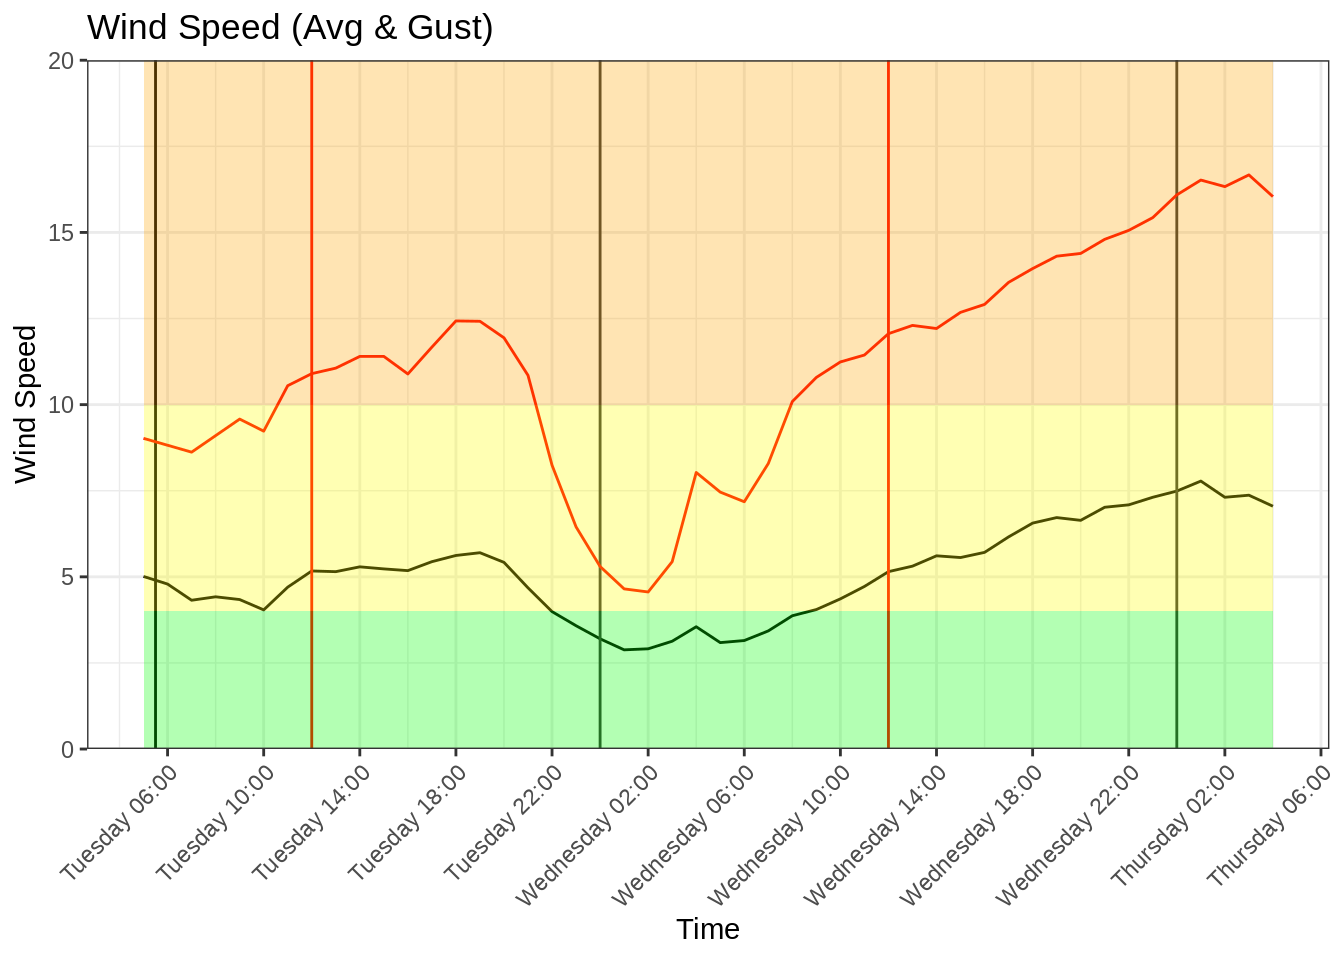 Wind Speed (Avg & Gust)
Wind Speed
20
15
10
5
0
Tuesday 06:00
Tuesday 10:00
Tuesday 14:00
Tuesday 18:00
Tuesday 22:00
Wednesday 02:00
Wednesday 06:00
Wednesday 10:00
Wednesday 14:00
Wednesday 18:00
Wednesday 22:00
Thursday 02:00
Thursday 06:00
Time